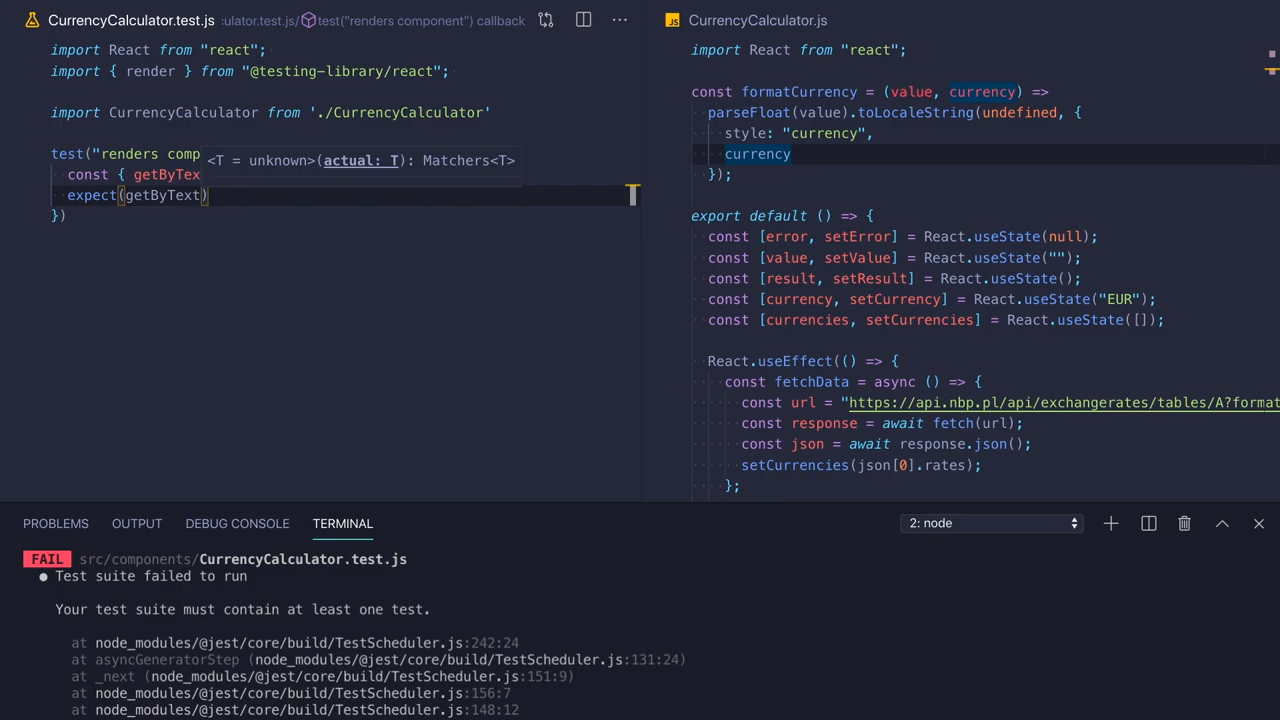 CurrencyCalculator.test.js :ulator.test.js/ test("renders component") callback
import React from "react";
import { render } from "@testing-library/react";
import CurrencyCalculator from './CurrencyCalculator'
test("renders comp
<T = unknown>(actual: T): Matchers<T>
const { getByTex
expect(getByText)
})
JS CurrencyCalculator.js
import React from "react";
const formatCurrency = (value, currency) =>
parseFloat(value).toLocaleString(undefined, {
style: "currency",
currency
});
export default () => {
const [error, setError] = React.useState(null);
const [value, setValue] = React.useState("");
const [result, setResult] = React.useState();
const [currency, setCurrency] = React.useState("EUR");
const [currencies, setCurrencies] = React.useState([]);
React.useEffect(() => {
const fetchData = async () => {
const url = "https://api.nbp.pl/api/exchangerates/tables/A?format
const response = await fetch(url);
const json = await response.json();
setCurrencies(json[0].rates);
};
PROBLEMS OUTPUT DEBUG CONSOLE TERMINAL 2: node
FAIL src/components/CurrencyCalculator.test.js
● Test suite failed to run
Your test suite must contain at least one test.
at node_modules/@jest/core/build/TestScheduler.js:242:24
at asyncGeneratorStep (node_modules/@jest/core/build/TestScheduler.js:131:24)
at _next (node_modules/@jest/core/build/TestScheduler.js:151:9)
at node_modules/@jest/core/build/TestScheduler.js:156:7
at node_modules/@jest/core/build/TestScheduler.js:148:12